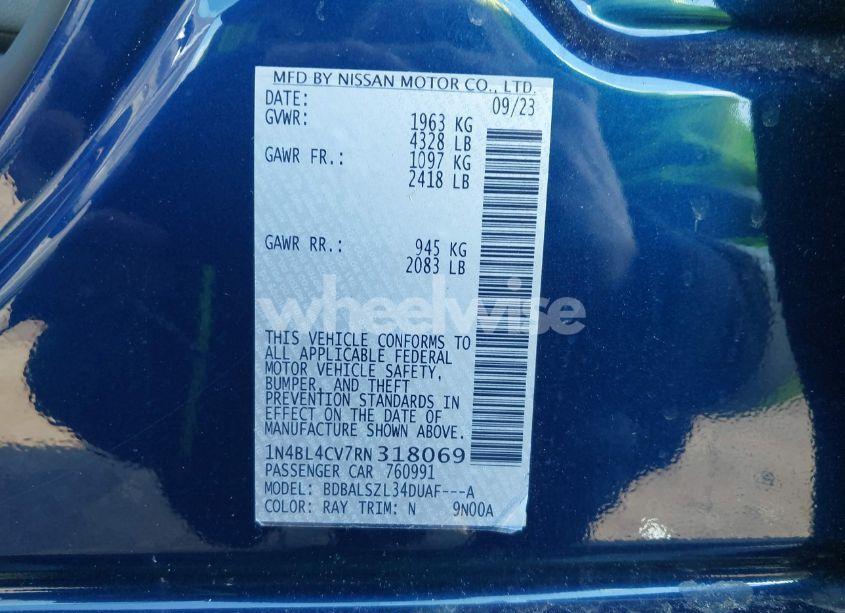 MFD BY NISSAN MOTOR CO., LTD.
DATE: 09/23
GVWR: 1963 KG
4328 LB
GAWR FR.: 1097 KG
2418 LB
GAWR RR.: 945 KG
2083 LB
wheelwise
THIS VEHICLE CONFORMS TO
ALL APPLICABLE FEDERAL
MOTOR VEHICLE SAFETY,
BUMPER, AND THEFT
PREVENTION STANDARDS IN
EFFECT ON THE DATE OF
MANUFACTURE SHOWN ABOVE.
1N4BL4CV7RN318069
PASSENGER CAR 760991
MODEL: BDBALSZL34DUAF---A
COLOR: RAY TRIM: N 9N00A